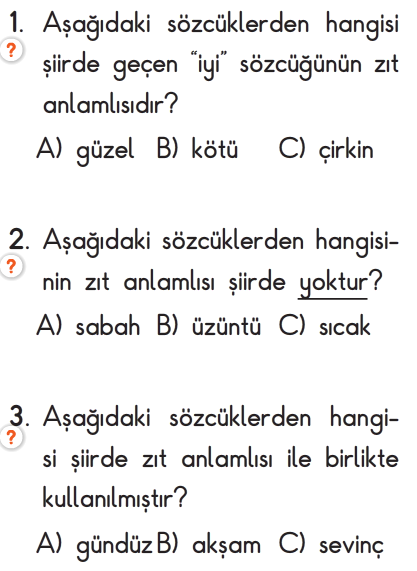 1. Aşağıdaki sözcüklerden hangisi
?
şiirde geçen “iyi” sözcüğünün zıt
anlamlısıdır?
A) güzel B) kötü C) çirkin
2. Aşağıdaki sözcüklerden hangisi-
?
nin zıt anlamlısı şiirde yoktur?
A) sabah B) üzüntü C) sıcak
3. Aşağıdaki sözcüklerden hangi-
?
si şiirde zıt anlamlısı ile birlikte
kullanılmıştır?
A) gündüz B) akşam C) sevinç